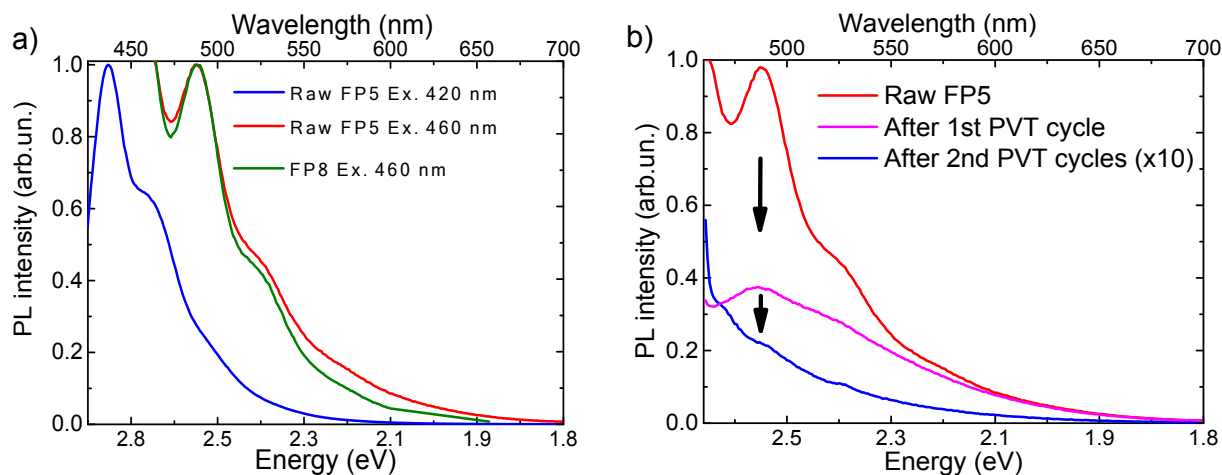 a)
Wavelength (nm)
450 500 550 600 650 700
PL intensity (arb.un.)
1.0
0.8
0.6
0.4
0.2
0.0
Raw FP5 Ex. 420 nm
Raw FP5 Ex. 460 nm
FP8 Ex. 460 nm
2.8 2.5 2.3 2.1 1.9 1.8
Energy (eV)
b)
Wavelength (nm)
500 550 600 650 700
PL intensity (arb.un.)
1.0
0.8
0.6
0.4
0.2
0.0
Raw FP5
After 1st PVT cycle
After 2nd PVT cycles (x10)
2.5 2.3 2.1 1.9 1.8
Energy (eV)